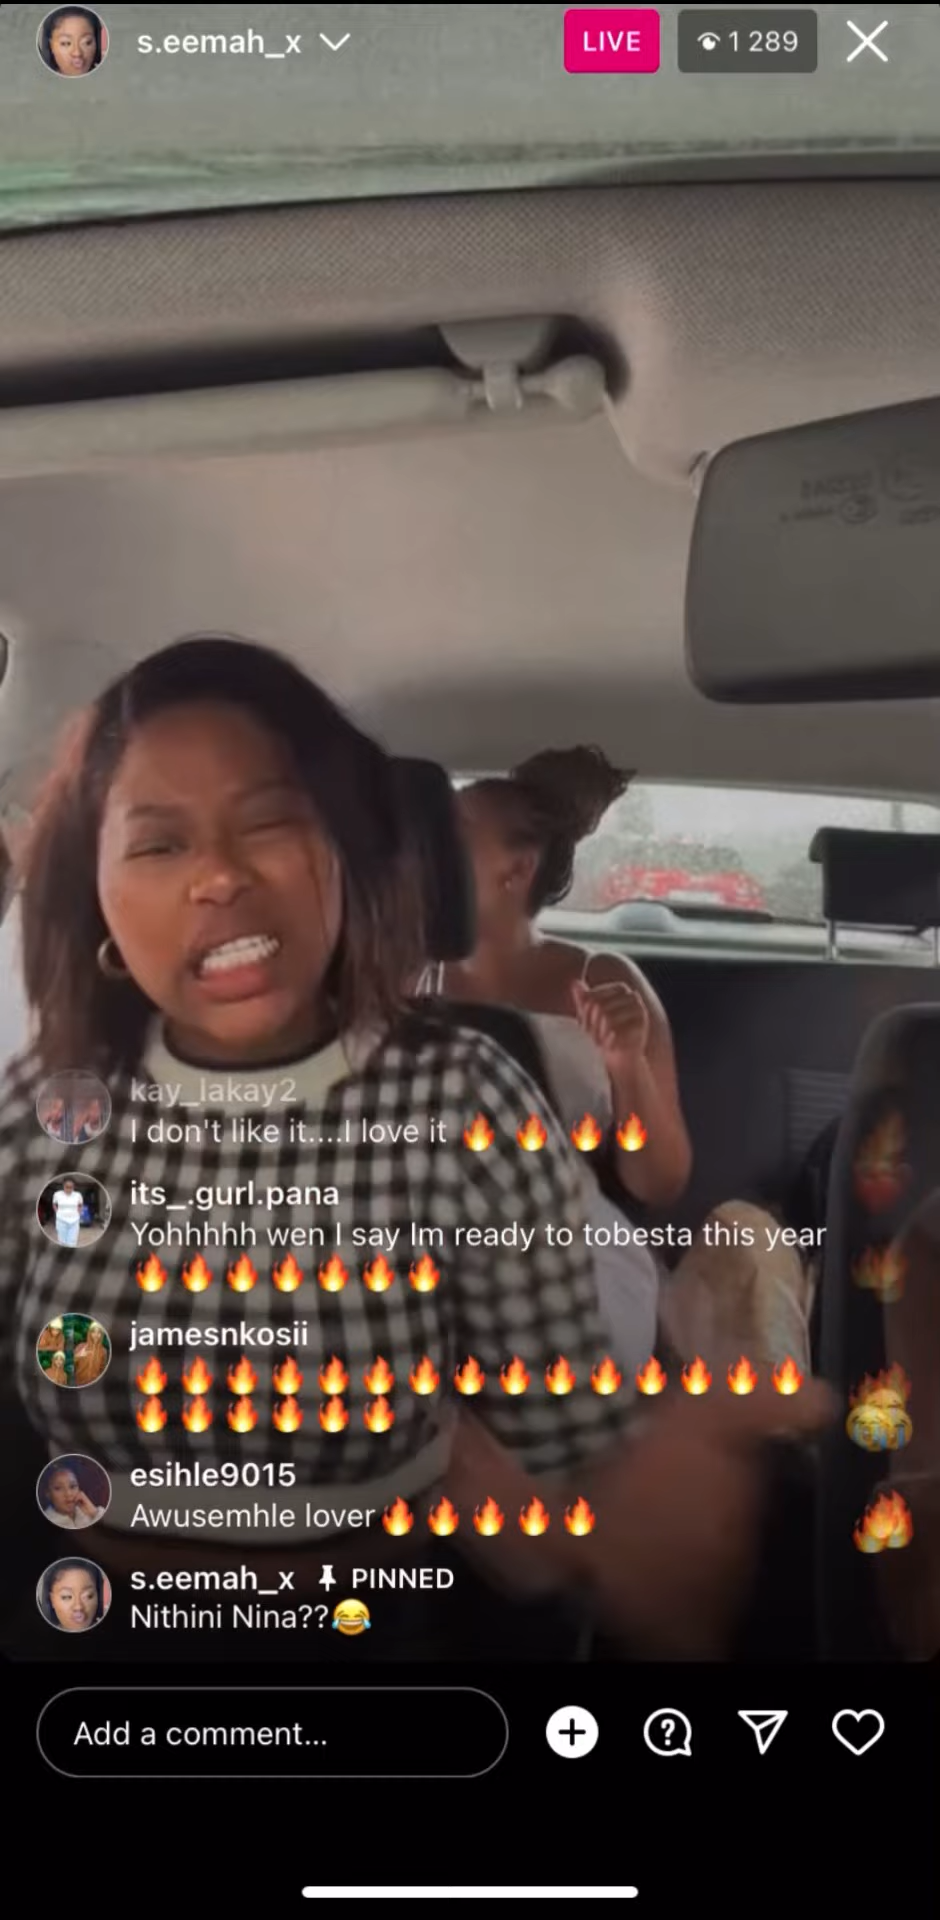 s.eemah_x
LIVE
1 289
kay_lakay2
I don't like it....I love it 🔥 🔥 🔥 🔥
its_.gurl.pana
Yohhhhh wen I say Im ready to tobesta this year
🔥 🔥 🔥 🔥 🔥 🔥 🔥
jamesnkosii
🔥 🔥 🔥 🔥 🔥 🔥 🔥 🔥 🔥 🔥 🔥 🔥 🔥 🔥 🔥
🔥 🔥 🔥 🔥 🔥 🔥
esihle9015
Awusemhle lover🔥 🔥 🔥 🔥 🔥
s.eemah_x 📌 PINNED
Nithini Nina??😂
Add a comment...